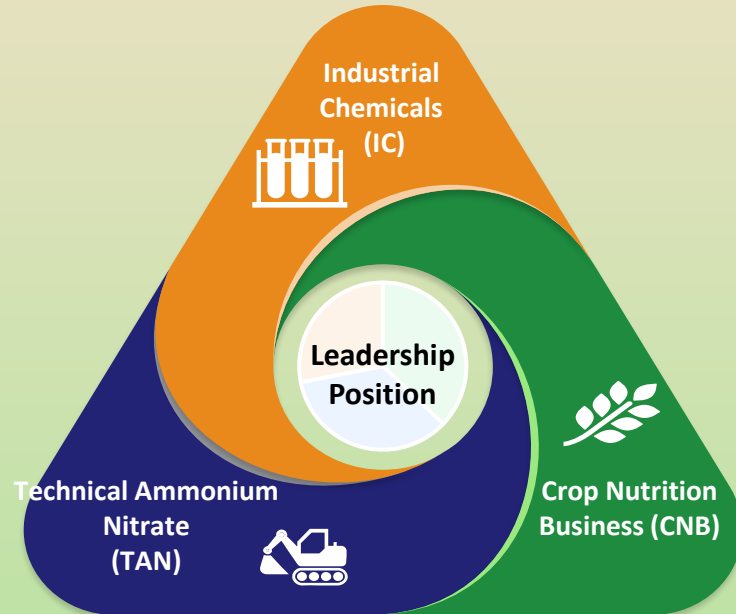 Industrial
Chemicals
(IC)
Leadership
Position
Technical Ammonium
Nitrate
(TAN)
Crop Nutrition
Business (CNB)